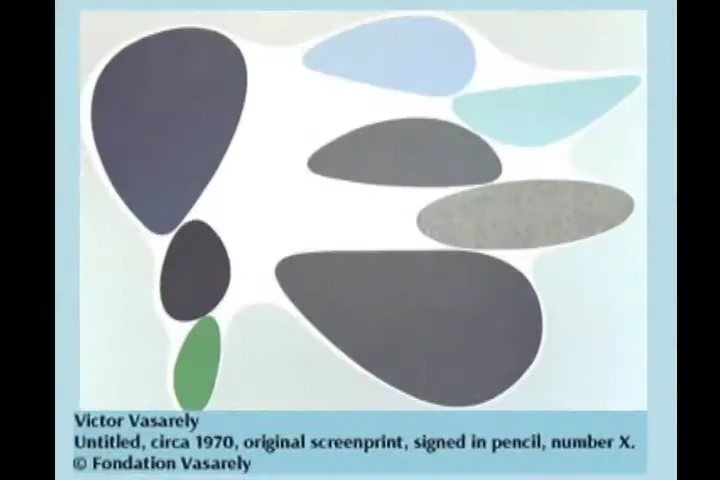 Victor Vasarely
Untitled, circa 1970, original screenprint, signed in pencil, number X.
© Fondation Vasarely